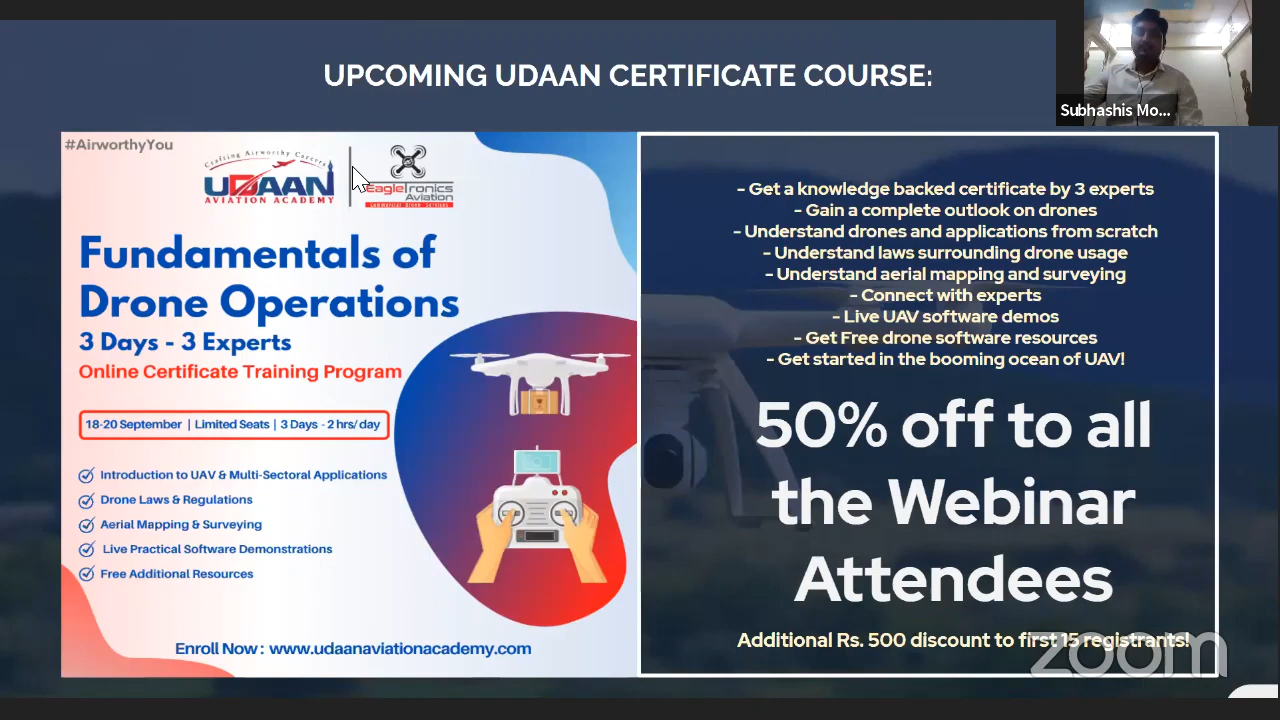 UPCOMING UDAAN CERTIFICATE COURSE:
Subhashis Mo...
#AirworthyYou
Crafting Airworthy Careers
UDAAN
AVIATION ACADEMY
EagleTronics
Aviation
Commercial Drone Services
Fundamentals of
Drone Operations
3 Days - 3 Experts
Online Certificate Training Program
18-20 September | Limited Seats | 3 Days - 2 hrs/ day
Introduction to UAV & Multi-Sectoral Applications
Drone Laws & Regulations
Aerial Mapping & Surveying
Live Practical Software Demonstrations
Free Additional Resources
Enroll Now : www.udaanaviationacademy.com
- Get a knowledge backed certificate by 3 experts
- Gain a complete outlook on drones
- Understand drones and applications from scratch
- Understand laws surrounding drone usage
- Understand aerial mapping and surveying
- Connect with experts
- Live UAV software demos
- Get Free drone software resources
- Get started in the booming ocean of UAV!
50% off to all
the Webinar
Attendees
Additional Rs. 500 discount to first 15 registrants!
zoom